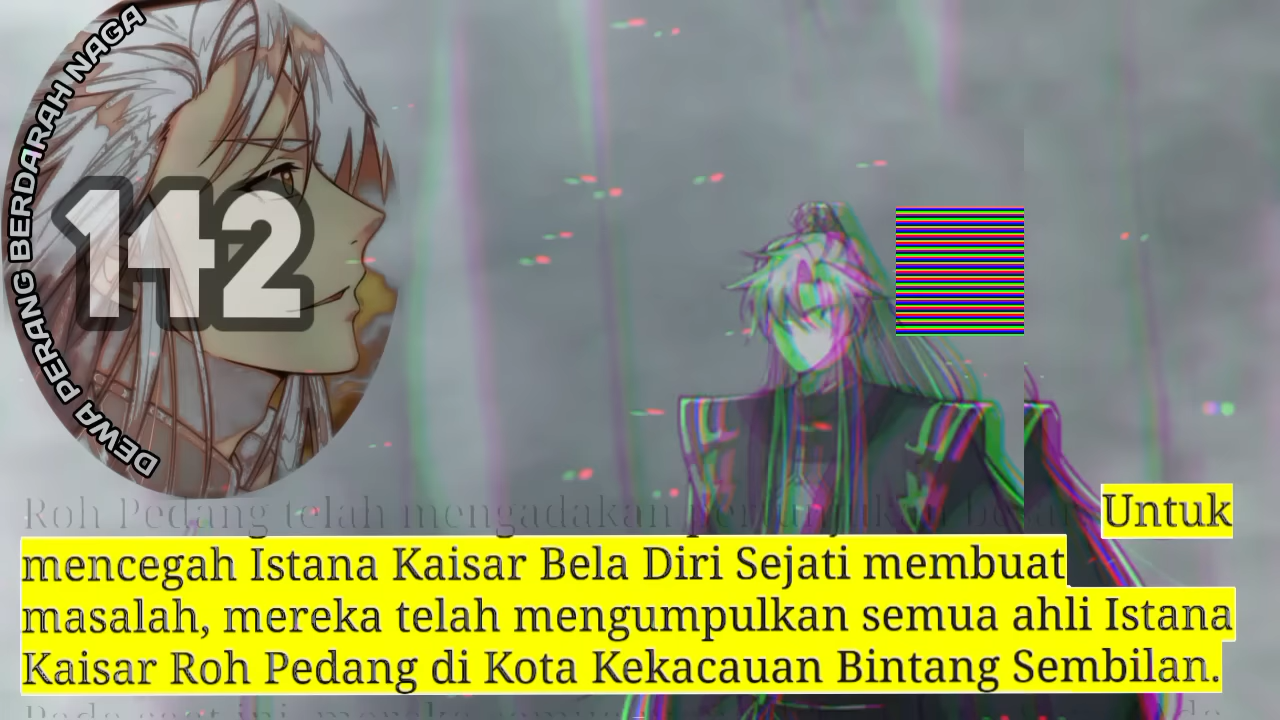 DEWA PERANG BERDARAH NAGA
142
Roh Pedang telah mengadakan
Untuk
mencegah Istana Kaisar Bela Diri Sejati membuat
masalah, mereka telah mengumpulkan semua ahli Istana
Kaisar Roh Pedang di Kota Kekacauan Bintang Sembilan.